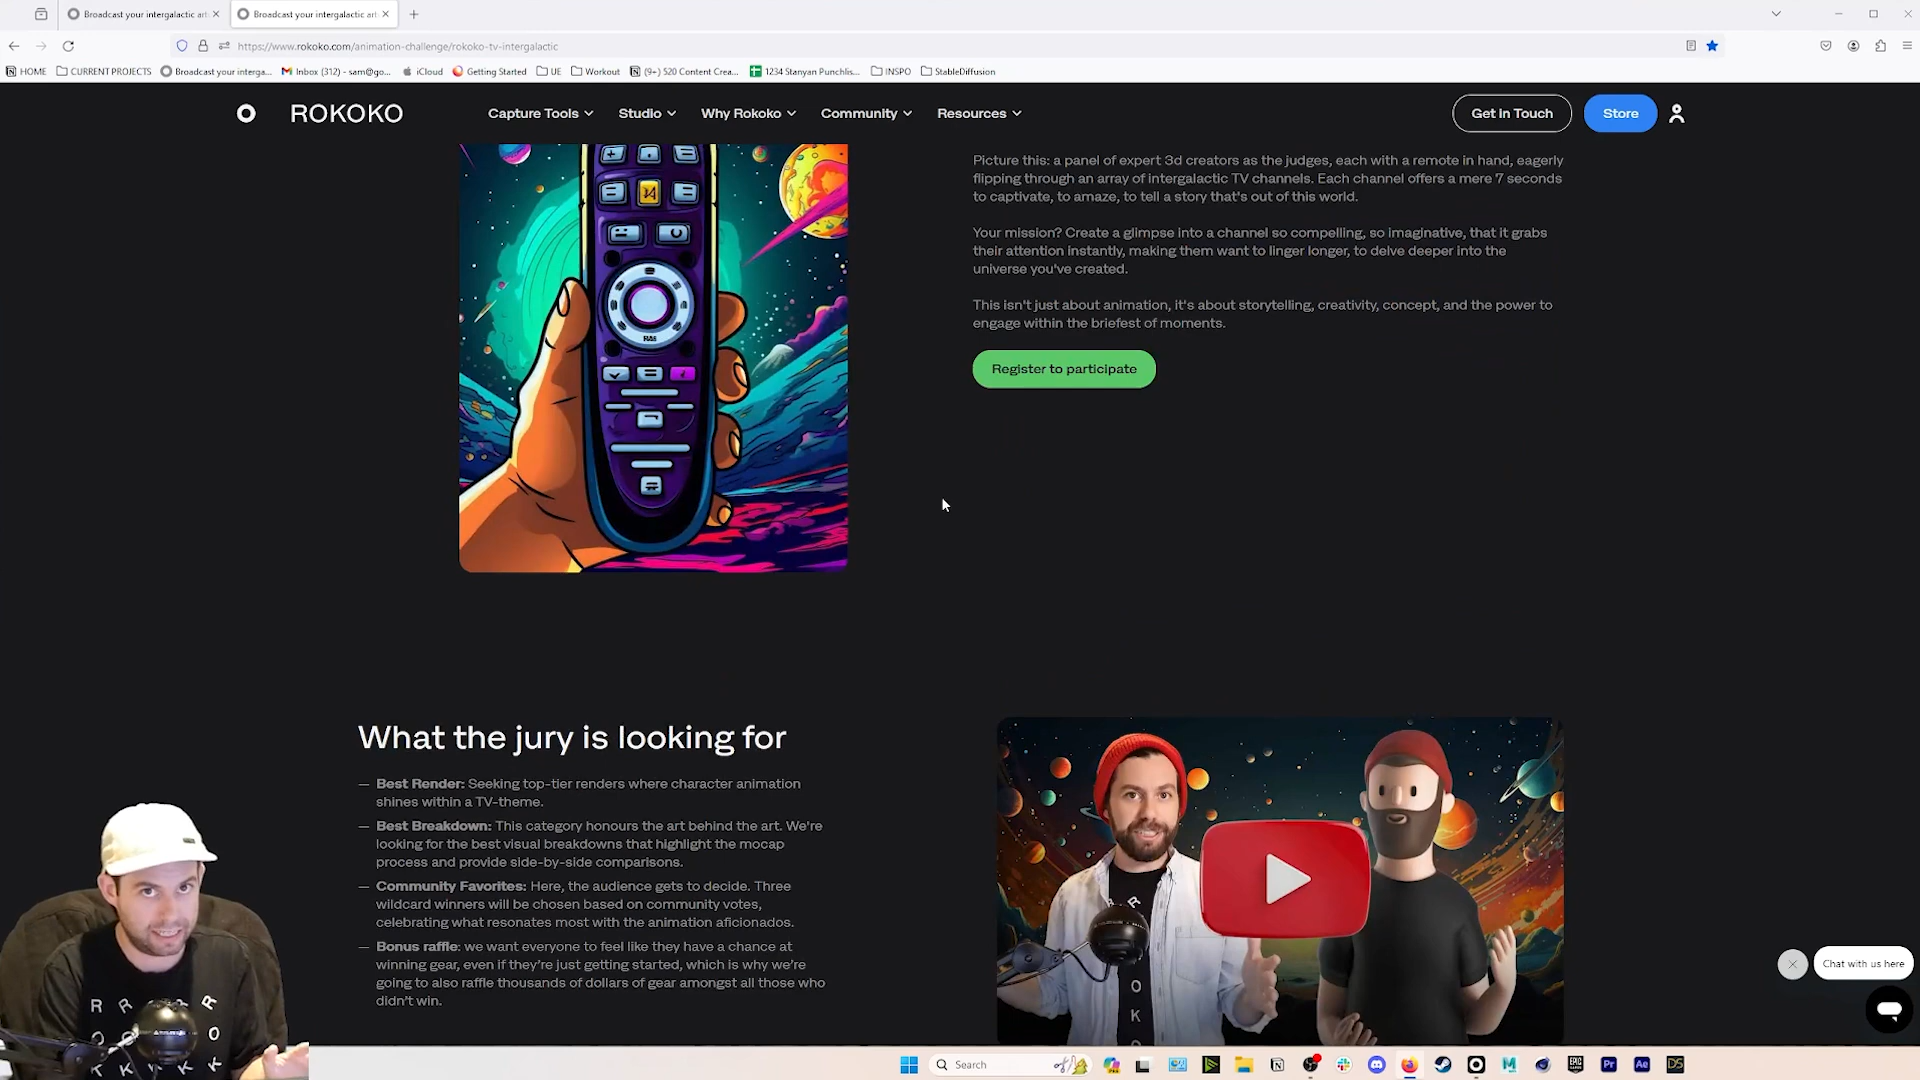 Broadcast your intergalactic art
Broadcast your intergalactic art
https://www.rokoko.com/animation-challenge/rokoko-tv-intergalactic
HOME CURRENT PROJECTS Broadcast your interga... Inbox (312) - sam@go... iCloud Getting Started UE Workout (9+) 520 Content Crea... 1234 Stanyan Punchlis... INSPO StableDiffusion
ROKOKO Capture Tools Studio Why Rokoko Community Resources Get in Touch Store
Picture this: a panel of expert 3d creators as the judges, each with a remote in hand, eagerly
flipping through an array of intergalactic TV channels. Each channel offers a mere 7 seconds
to captivate, to amaze, to tell a story that's out of this world.
Your mission? Create a glimpse into a channel so compelling, so imaginative, that it grabs
their attention instantly, making them want to linger longer, to delve deeper into the
universe you've created.
This isn't just about animation, it's about storytelling, creativity, concept, and the power to
engage within the briefest of moments.
Register to participate
What the jury is looking for
— Best Render: Seeking top-tier renders where character animation
shines within a TV-theme.
— Best Breakdown: This category honours the art behind the art. We're
looking for the best visual breakdowns that highlight the mocap
process and provide side-by-side comparisons.
— Community Favorites: Here, the audience gets to decide. Three
wildcard winners will be chosen based on community votes,
celebrating what resonates most with the animation aficionados.
— Bonus raffle: we want everyone to feel like they have a chance at
winning gear, even if they're just getting started, which is why we're
going to also raffle thousands of dollars of gear amongst all those who
didn't win.
Chat with us here
Search